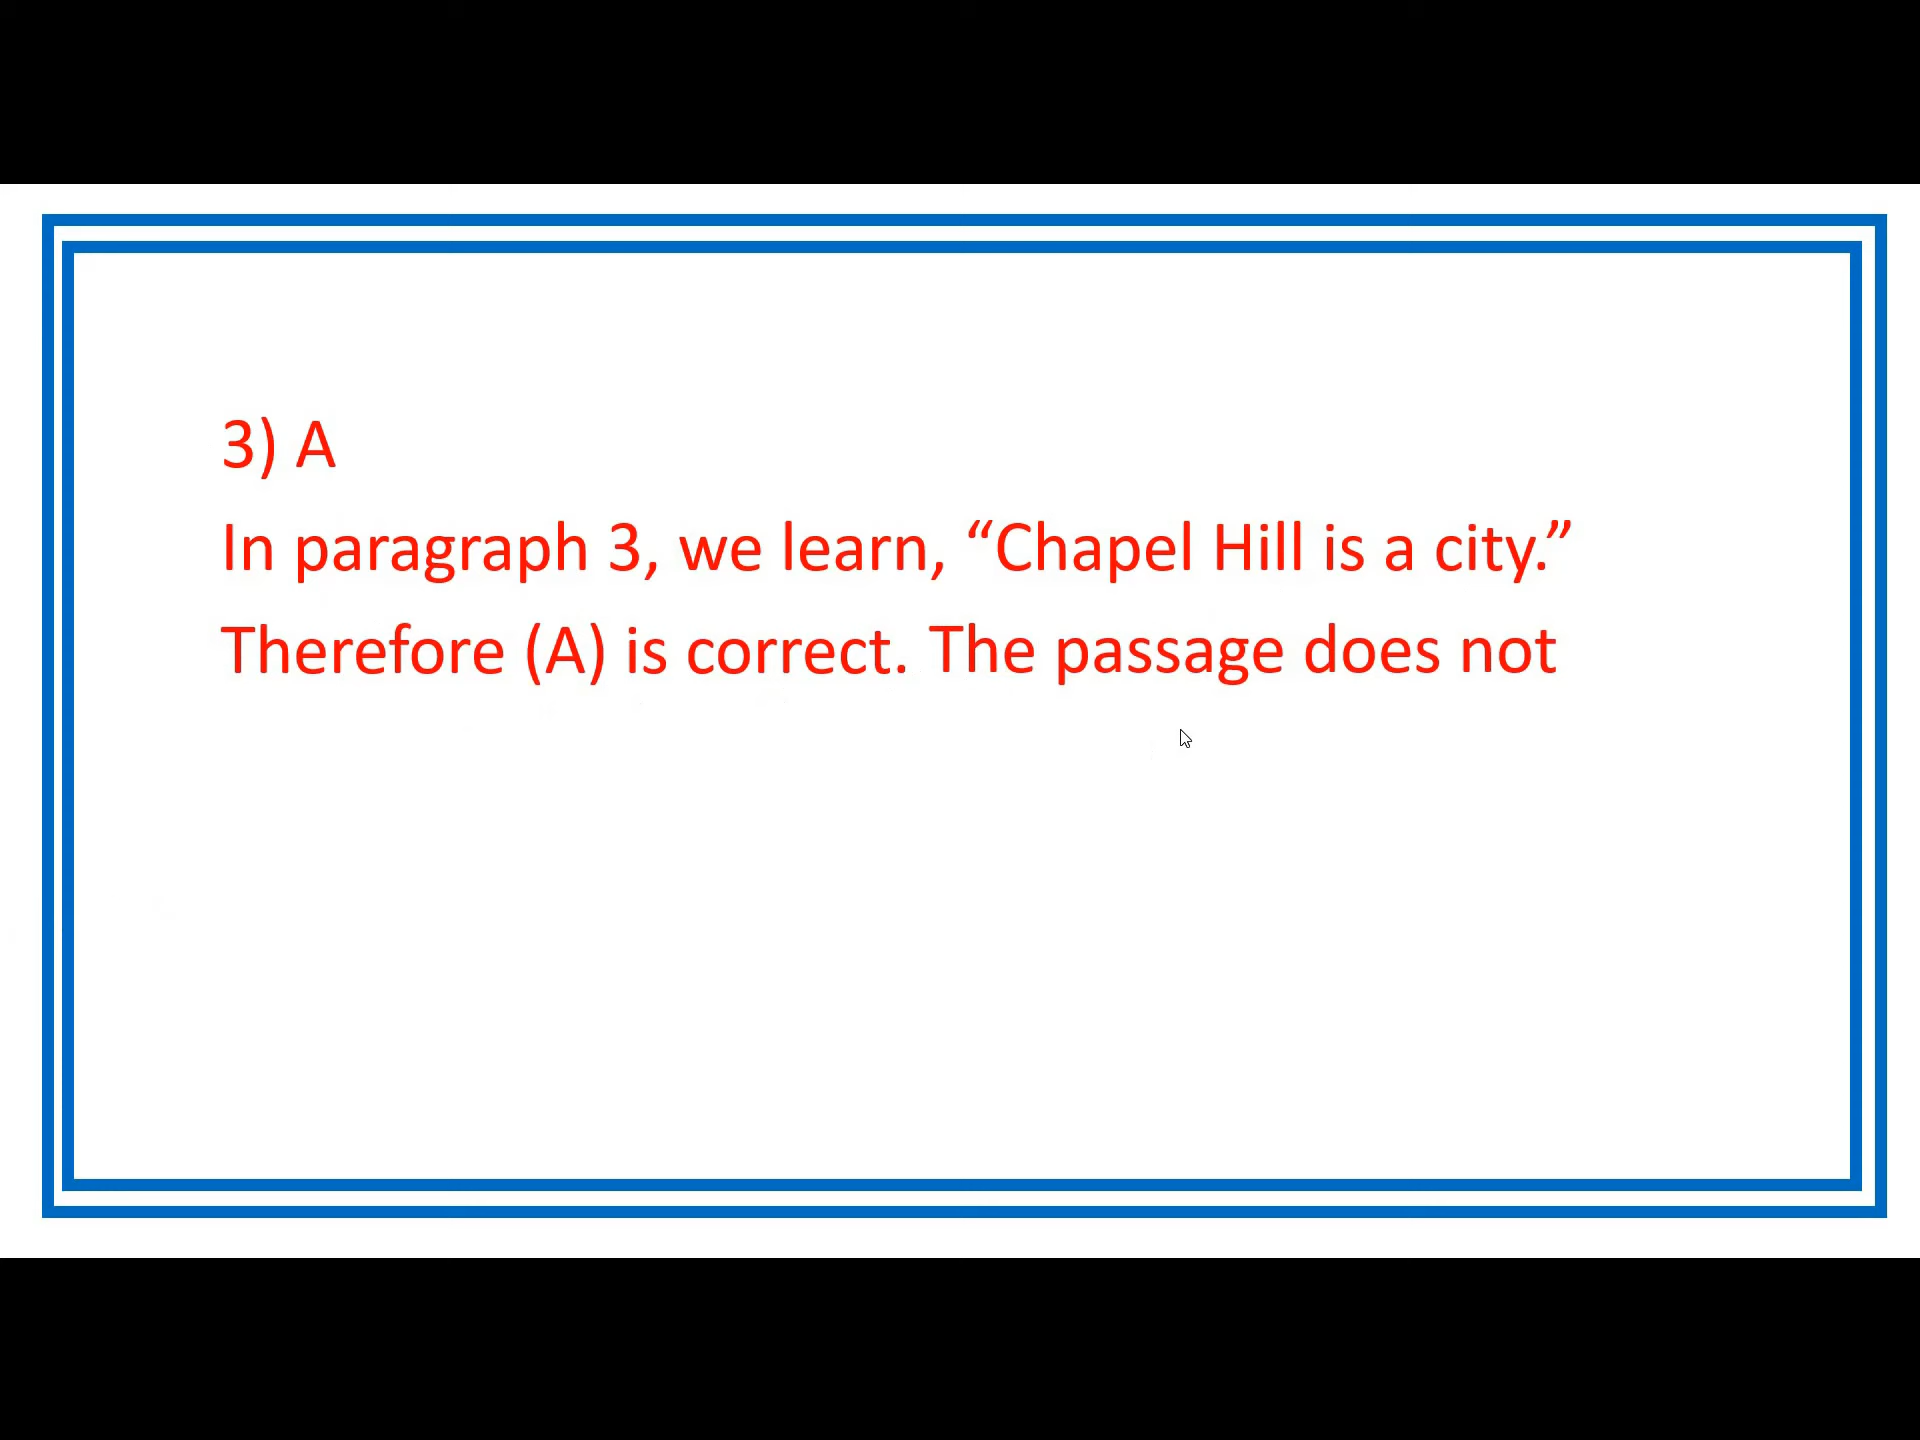 3) A
In paragraph 3, we learn, “Chapel Hill is a city.”
Therefore (A) is correct. The passage does not